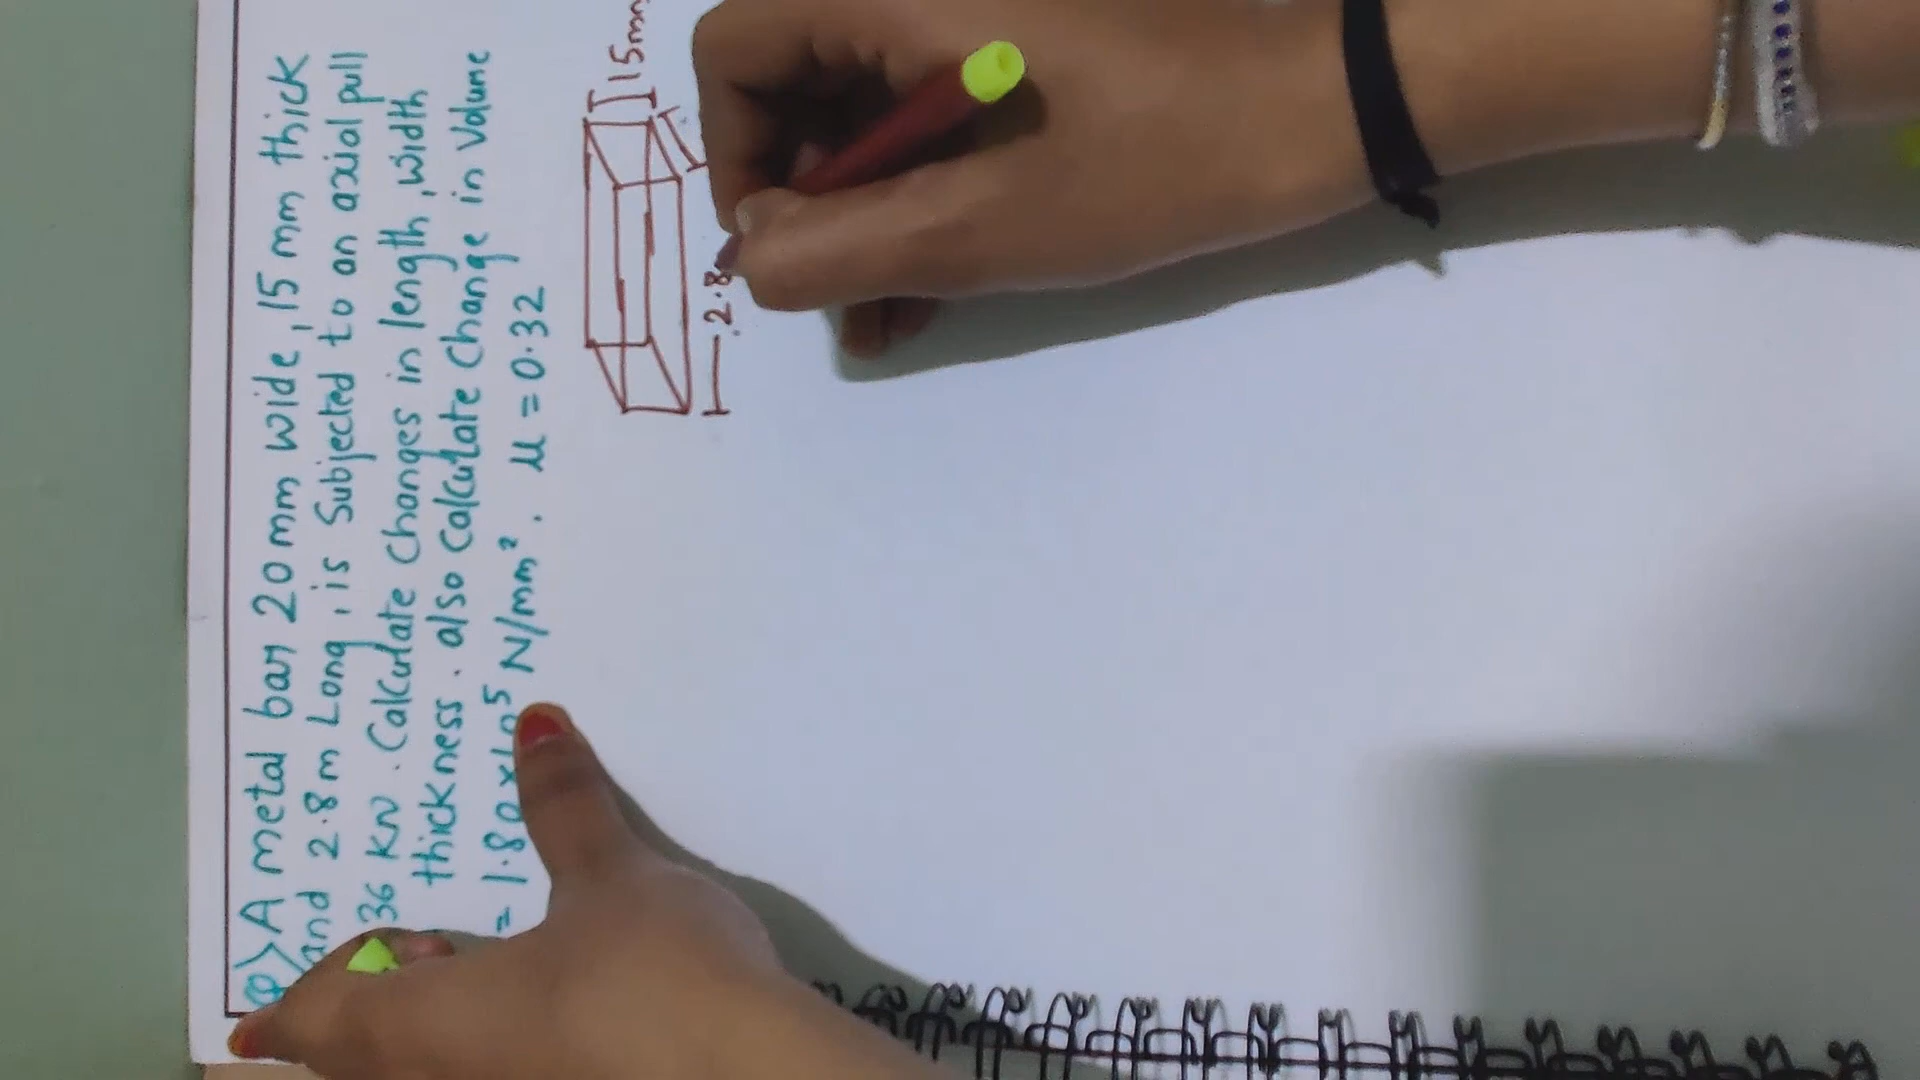 Q> A metal bar 20 mm wide, 15 mm thick
and 2.8 m Long, is Subjected to an axial pull
36 KN. Calculate changes in length, width
thickness. also calculate change in volume
= 1.80 x 10⁵ N/mm². μ = 0.32
15mm
2.8